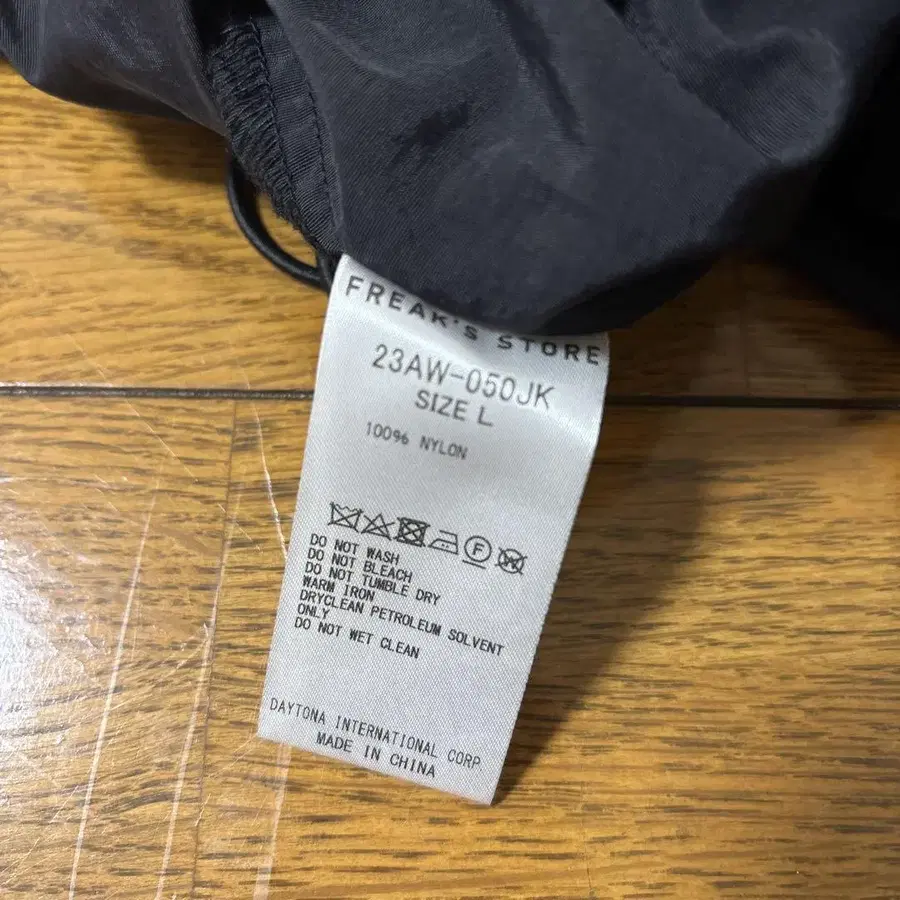 FREAK'S STORE
23AW-050JK
SIZE L
100% NYLON
F
W
DO NOT WASH
DO NOT BLEACH
DO NOT TUMBLE DRY
WARM IRON
DRYCLEAN PETROLEUM SOLVENT
ONLY
DO NOT WET CLEAN
DAYTONA INTERNATIONAL CORP.
MADE IN CHINA